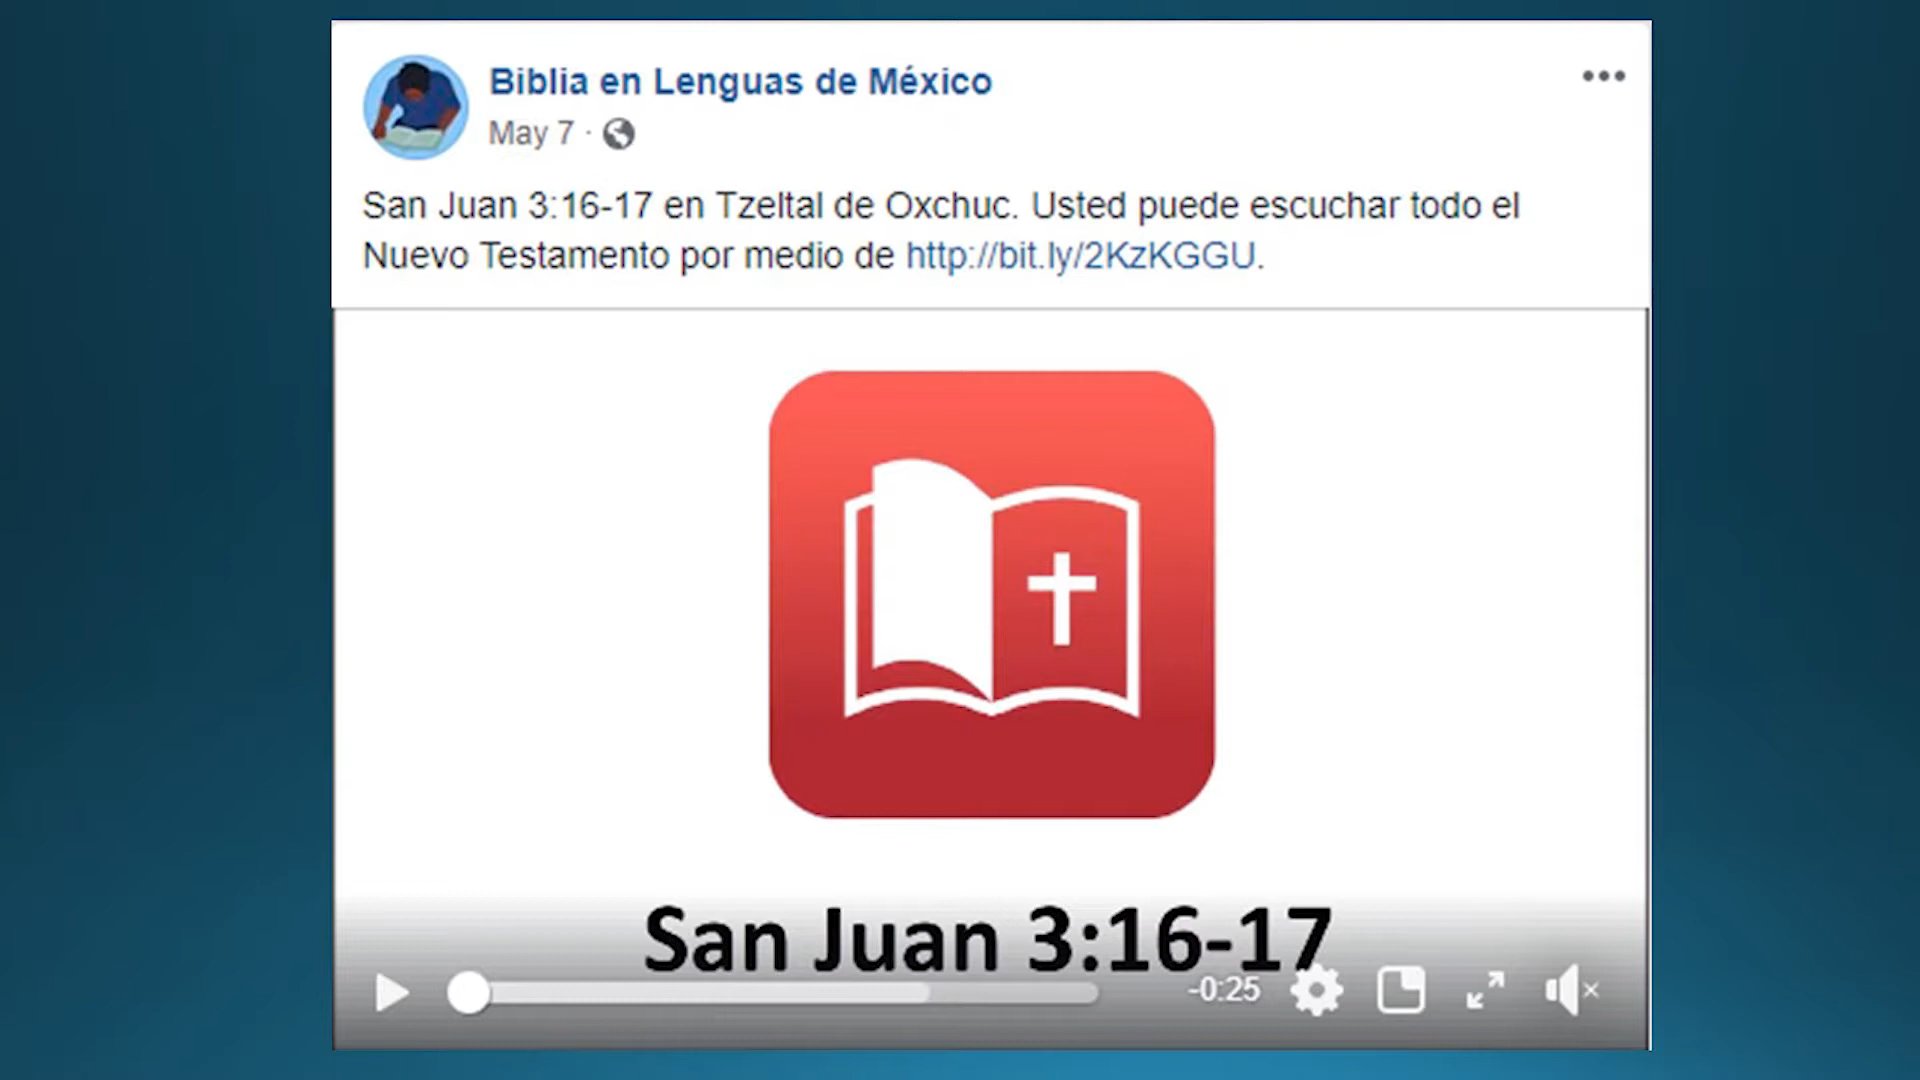 Biblia en Lenguas de México
May 7 ·
San Juan 3:16-17 en Tzeltal de Oxchuc. Usted puede escuchar todo el
Nuevo Testamento por medio de http://bit.ly/2KzKGGU.
San Juan 3:16-17
-0:25